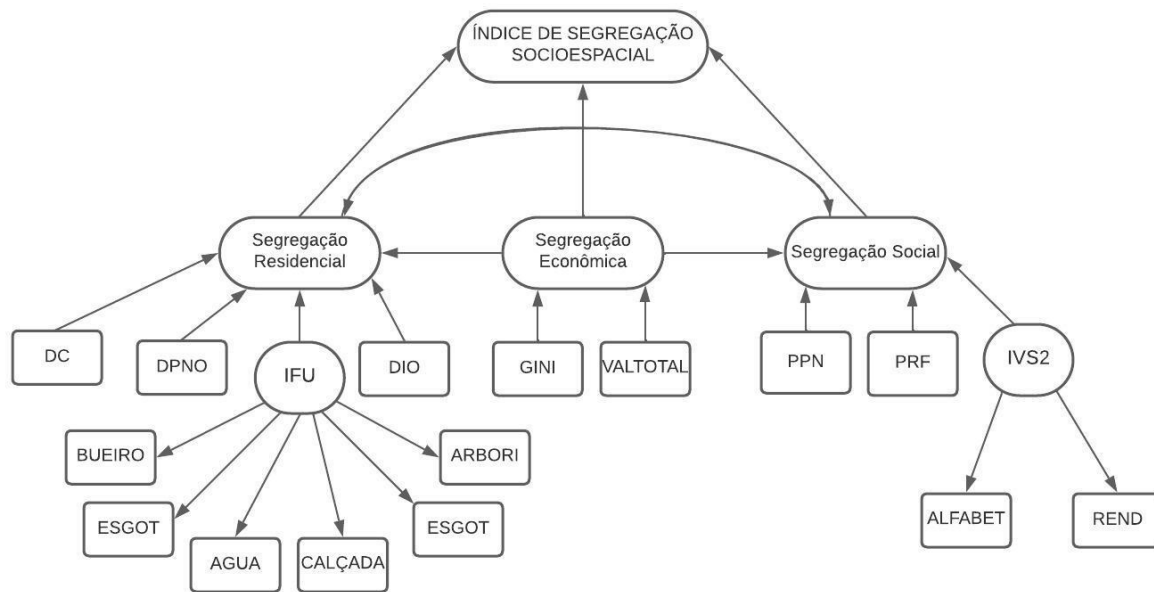 ÍNDICE DE SEGREGAÇÃO
SOCIOESPACIAL
Segregação
Residencial
Segregação
Econômica
Segregação Social
DC
DPNO
IFU
DIO
GINI
VALTOTAL
PPN
PRF
IVS2
BUEIRO
ARBORI
ESGOT
AGUA
CALÇADA
ESGOT
ALFABET
REND